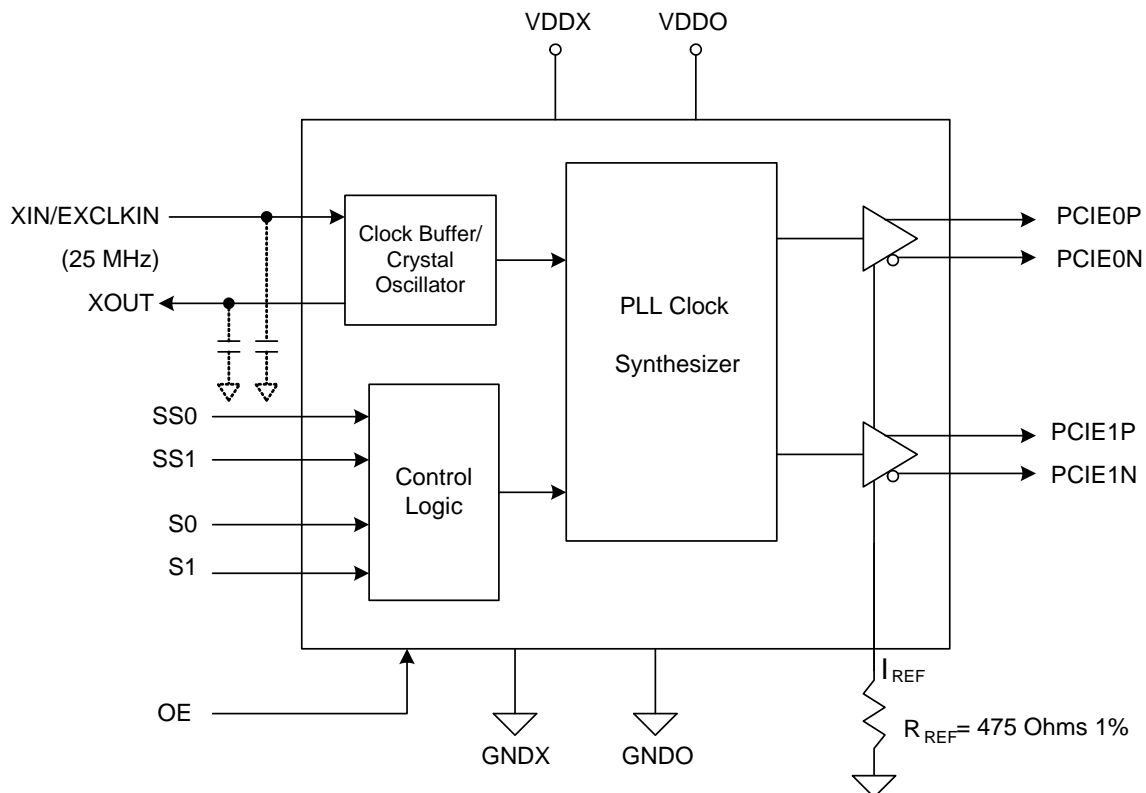 VDDX
VDDO
XIN/EXCLKIN
(25 MHz)
XOUT
Clock Buffer/
Crystal
Oscillator
PLL Clock
Synthesizer
PCIE0P
PCIE0N
SS0
SS1
S0
S1
Control
Logic
PCIE1P
PCIE1N
OE
GNDX
GNDO
IREF
RREF= 475 Ohms 1%